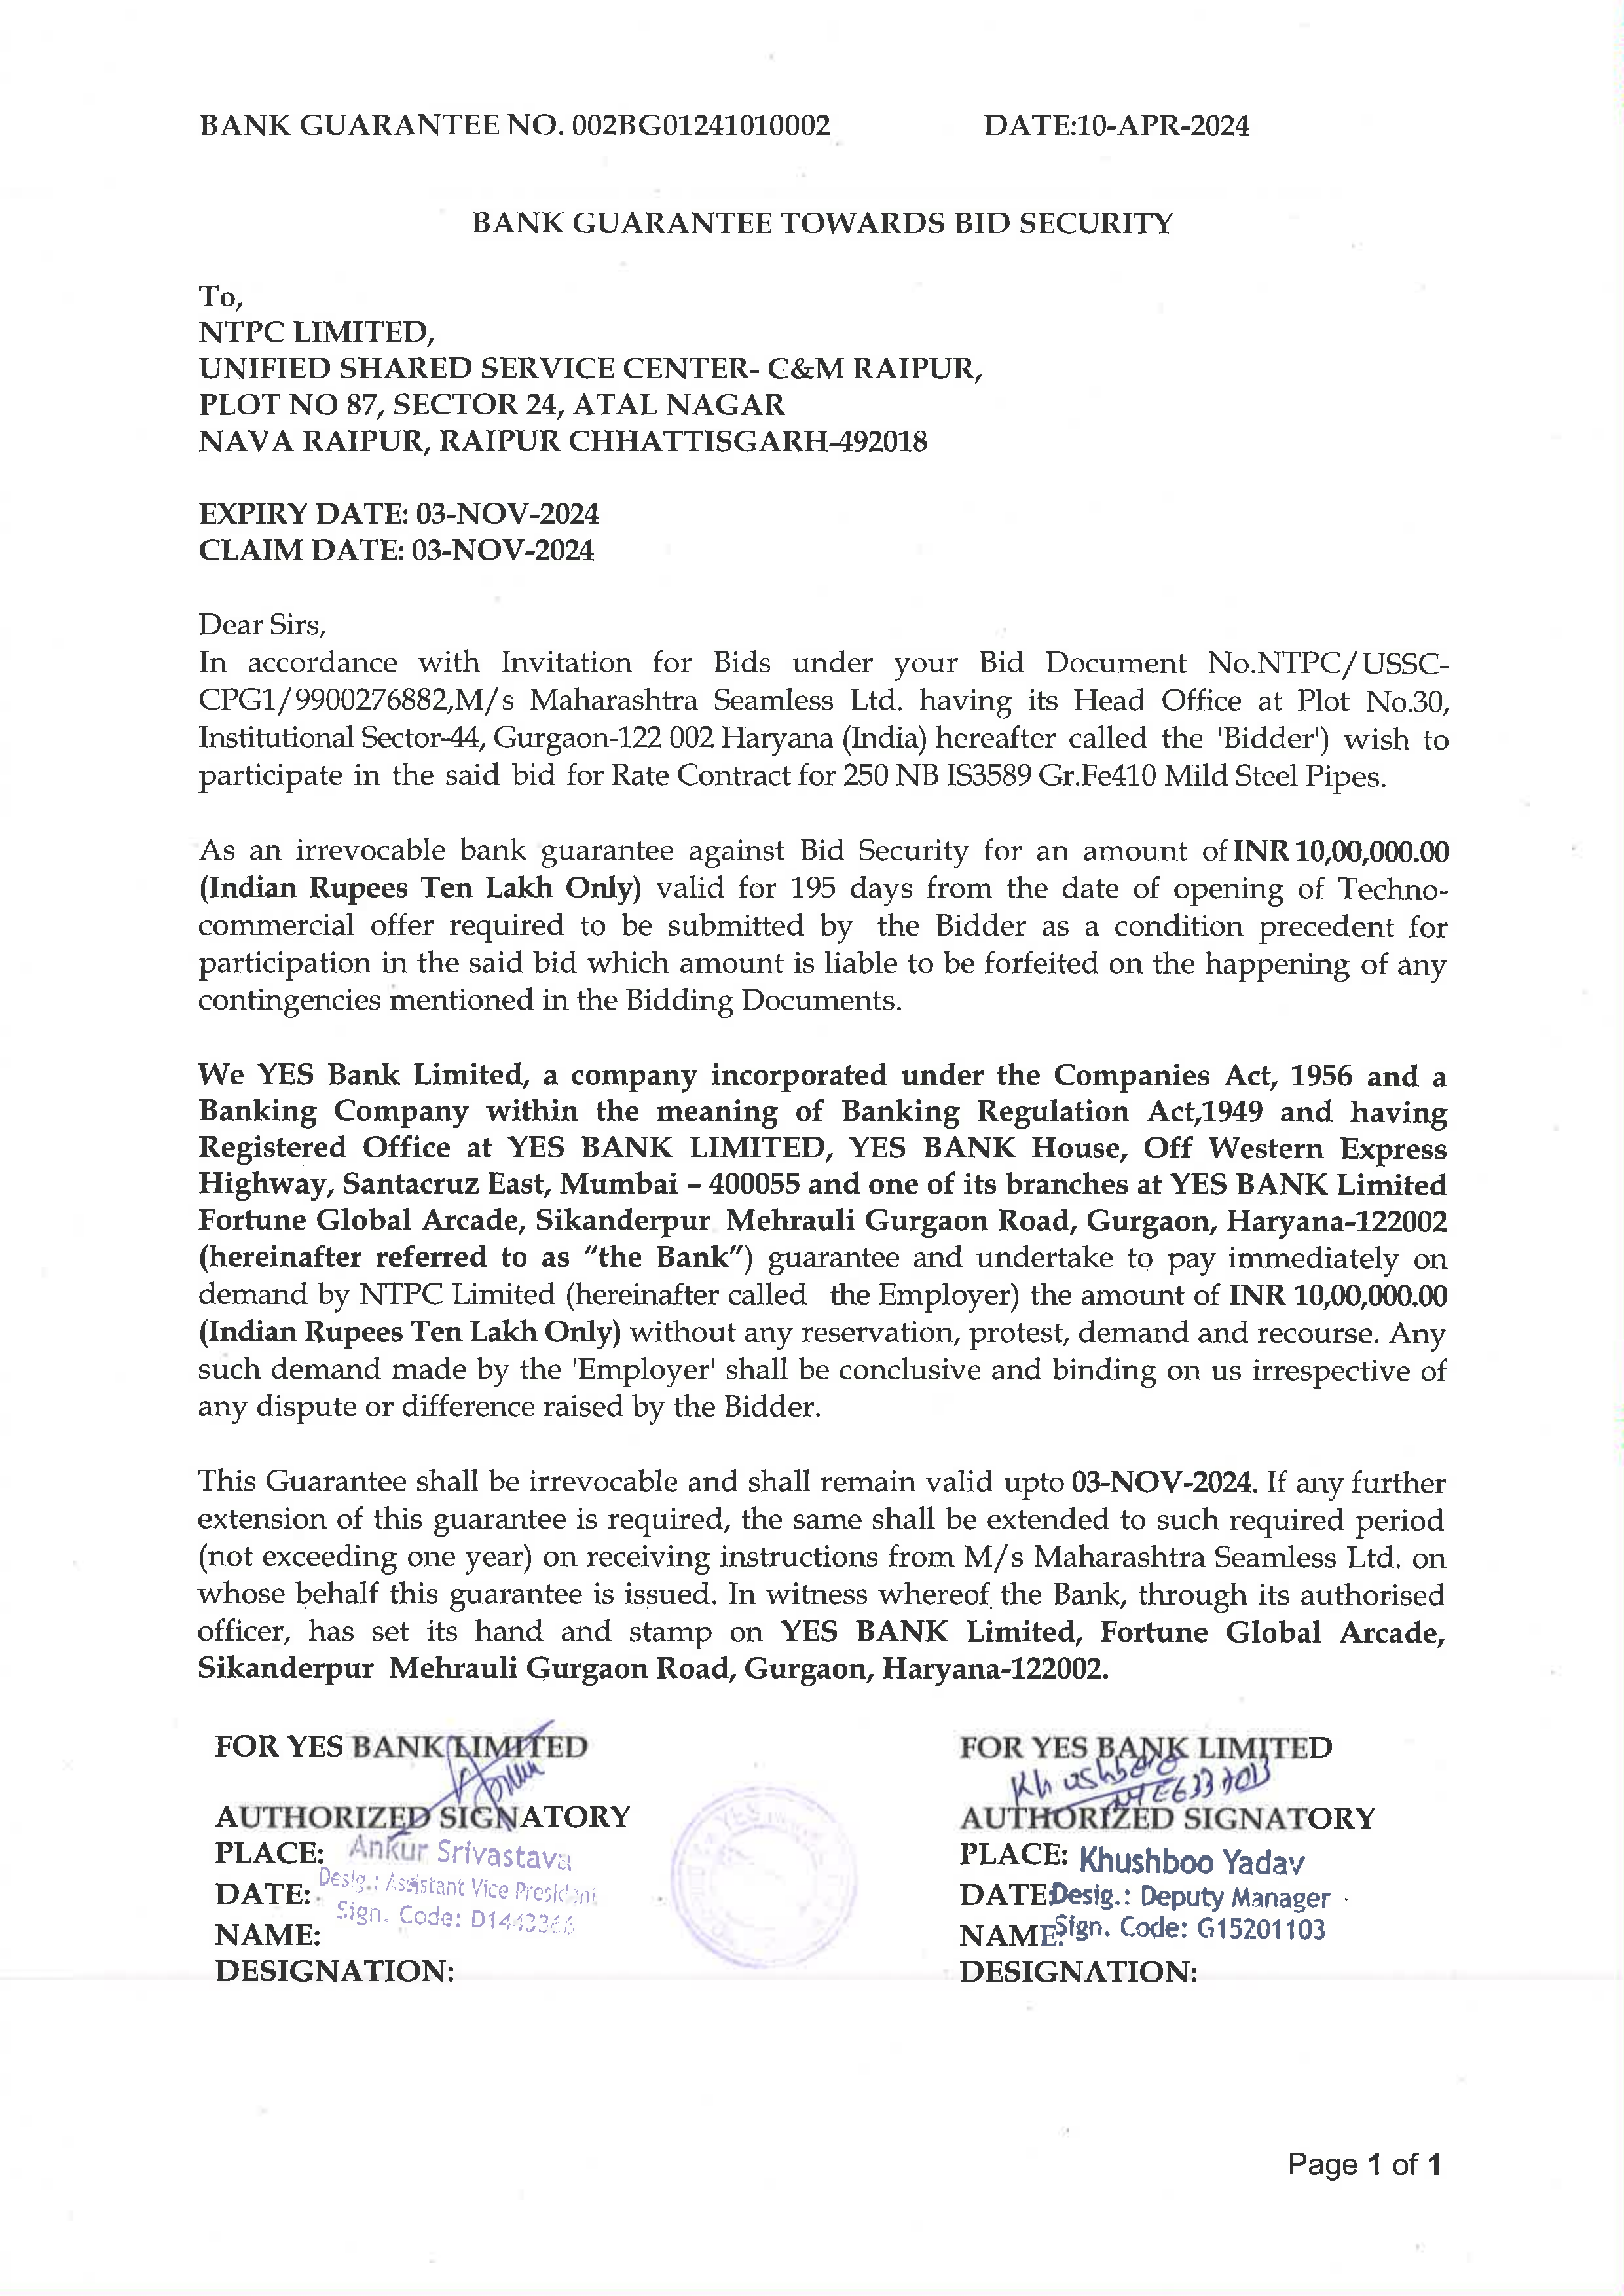 BANK GUARANTEE NO. 002BG01241010002 DATE:10-APR-2024
BANK GUARANTEE TOWARDS BID SECURITY
To,
NTPC LIMITED,
UNIFIED SHARED SERVICE CENTER- C&M RAIPUR,
PLOT NO 87, SECTOR 24, ATAL NAGAR
NAVA RAIPUR, RAIPUR CHHATTISGARH-492018
EXPIRY DATE: 03-NOV-2024
CLAIM DATE: 03-NOV-2024
Dear Sirs,
In accordance with Invitation for Bids under your Bid Document No.NTPC/USSC-
CPG1/9900276882,M/s Maharashtra Seamless Ltd. having its Head Office at Plot No.30,
Institutional Sector-44, Gurgaon-122 002 Haryana (India) hereafter called the 'Bidder') wish to
participate in the said bid for Rate Contract for 250 NB IS3589 Gr.Fe410 Mild Steel Pipes.
As an irrevocable bank guarantee against Bid Security for an amount of INR 10,00,000.00
(Indian Rupees Ten Lakh Only) valid for 195 days from the date of opening of Techno-
commercial offer required to be submitted by the Bidder as a condition precedent for
participation in the said bid which amount is liable to be forfeited on the happening of any
contingencies mentioned in the Bidding Documents.
We YES Bank Limited, a company incorporated under the Companies Act, 1956 and a
Banking Company within the meaning of Banking Regulation Act,1949 and having
Registered Office at YES BANK LIMITED, YES BANK House, Off Western Express
Highway, Santacruz East, Mumbai – 400055 and one of its branches at YES BANK Limited
Fortune Global Arcade, Sikanderpur Mehrauli Gurgaon Road, Gurgaon, Haryana-122002
(hereinafter referred to as “the Bank”) guarantee and undertake to pay immediately on
demand by NTPC Limited (hereinafter called the Employer) the amount of INR 10,00,000.00
(Indian Rupees Ten Lakh Only) without any reservation, protest, demand and recourse. Any
such demand made by the 'Employer' shall be conclusive and binding on us irrespective of
any dispute or difference raised by the Bidder.
This Guarantee shall be irrevocable and shall remain valid upto 03-NOV-2024. If any further
extension of this guarantee is required, the same shall be extended to such required period
(not exceeding one year) on receiving instructions from M/s Maharashtra Seamless Ltd. on
whose behalf this guarantee is issued. In witness whereof the Bank, through its authorised
officer, has set its hand and stamp on YES BANK Limited, Fortune Global Arcade,
Sikanderpur Mehrauli Gurgaon Road, Gurgaon, Haryana-122002.
FOR YES BANK LIMITED FOR YES BANK LIMITED
Khushboo
AUTHORIZED SIGNATORY AUTHORIZED SIGNATORY
PLACE: Ankur Srivastava PLACE: Khushboo Yadav
DATE: Desig.: Assistant Vice President DATE: Desig.: Deputy Manager
Sign. Code: Sign. Code: G15201103
NAME: NAME:
DESIGNATION: DESIGNATION:
Page 1 of 1